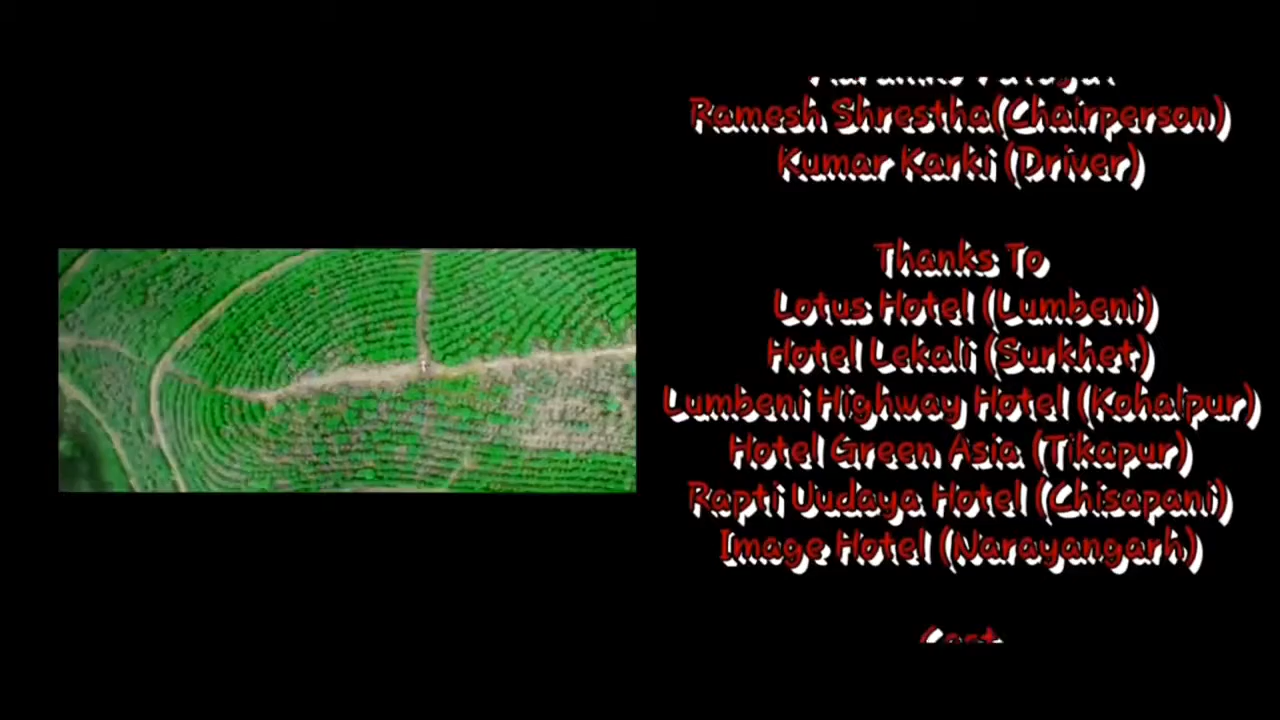 Ramesh Shrestha(Chairperson)
Kumar Karki (Driver)
Thanks To
Lotus Hotel (Lumbeni)
Hotel Lekali (Surkhet)
Lumbeni Highway Hotel (Kohalpur)
Hotel Green Asia (Tikapur)
Rapti Uudaya Hotel (Chisapani)
Image Hotel (Narayangarh)
Cast